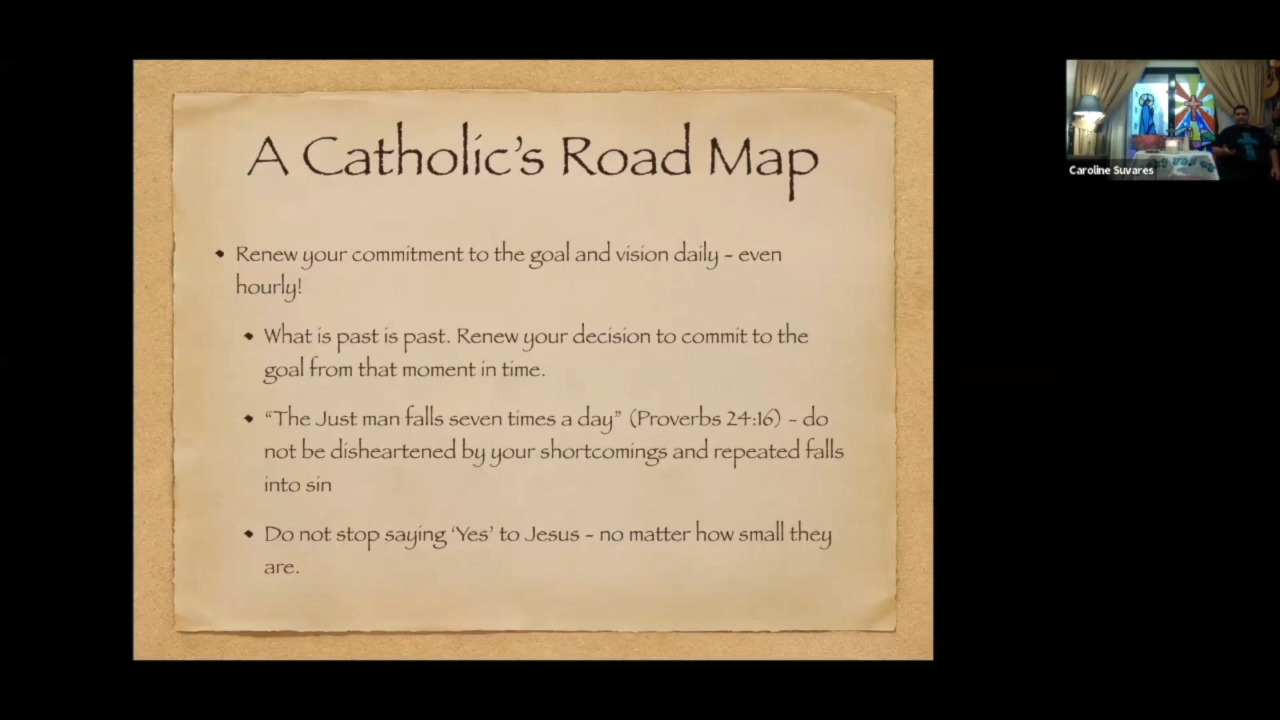 A Catholic's Road Map
• Renew your commitment to the goal and vision daily - even
hourly!
• What is past is past. Renew your decision to commit to the
goal from that moment in time.
• “The Just man falls seven times a day” (Proverbs 24:16) - do
not be disheartened by your shortcomings and repeated falls
into sin
• Do not stop saying ‘Yes’ to Jesus - no matter how small they
are.
Caroline Suvares